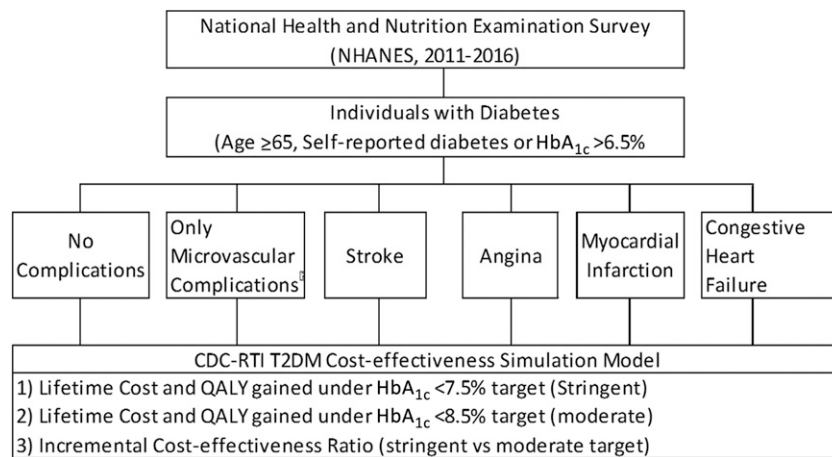 National Health and Nutrition Examination Survey
(NHANES, 2011-2016)
Individuals with Diabetes
(Age ≥65, Self-reported diabetes or HbA1c >6.5%
No
Complications
Only
Microvascular
Complications
Stroke
Angina
Myocardial
Infarction
Congestive
Heart
Failure
CDC-RTI T2DM Cost-effectiveness Simulation Model
1) Lifetime Cost and QALY gained under HbA1c <7.5% target (Stringent)
2) Lifetime Cost and QALY gained under HbA1c <8.5% target (moderate)
3) Incremental Cost-effectiveness Ratio (stringent vs moderate target)